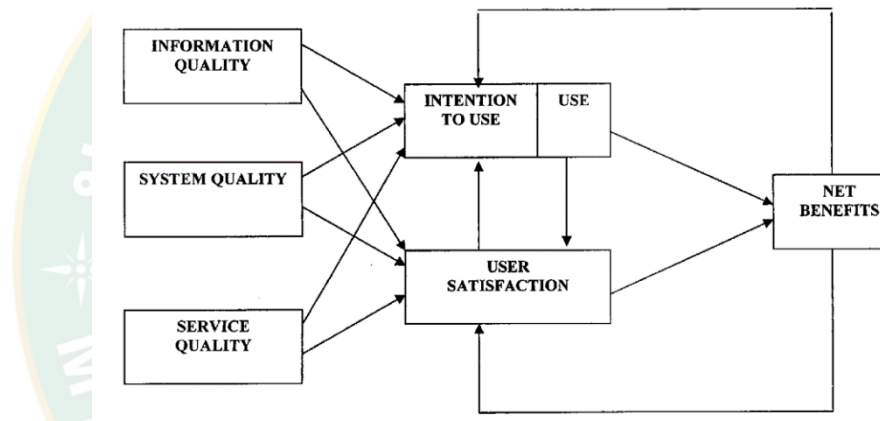 INFORMATION
QUALITY
INTENTION
TO USE
USE
SYSTEM QUALITY
NET
BENEFITS
USER
SATISFACTION
SERVICE
QUALITY